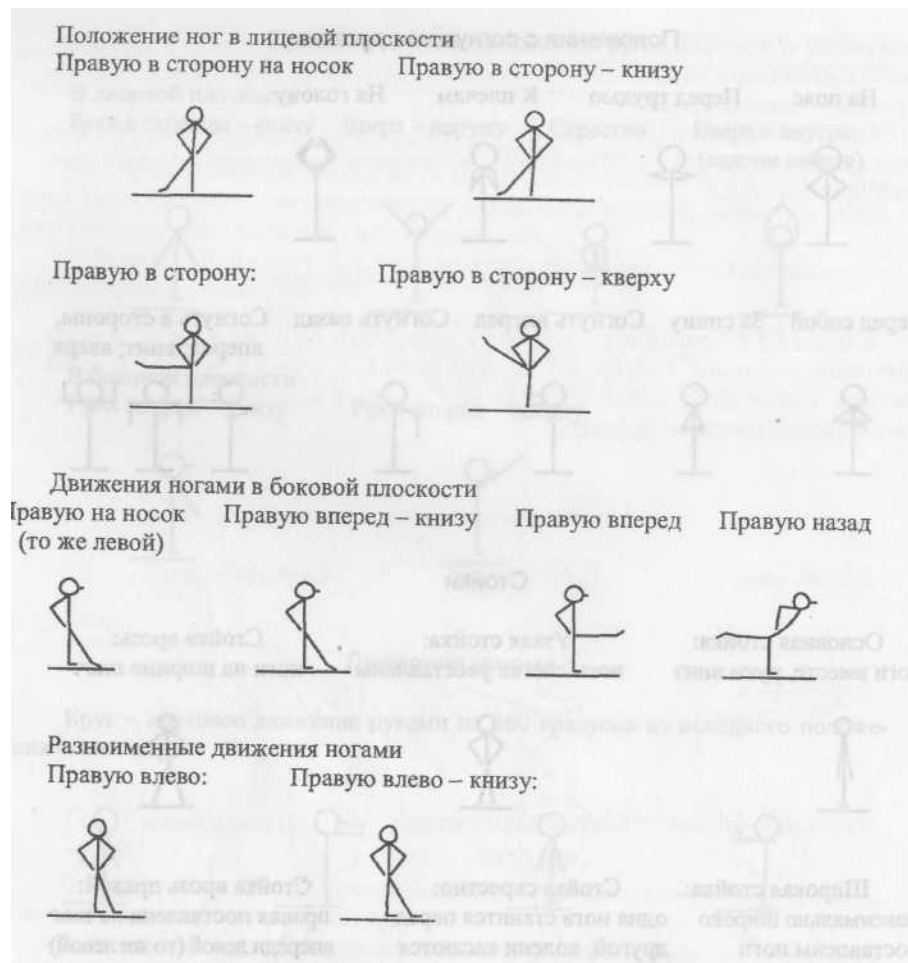 Положение ног в лицевой плоскости
Правую в сторону на носок Правую в сторону – книзу
Правую в сторону: Правую в сторону – кверху
Движения ногами в боковой плоскости
Правую на носок Правую вперед – книзу Правую вперед Правую назад
(то же левой)
Разноименные движения ногами
Правую влево: Правую влево – книзу: